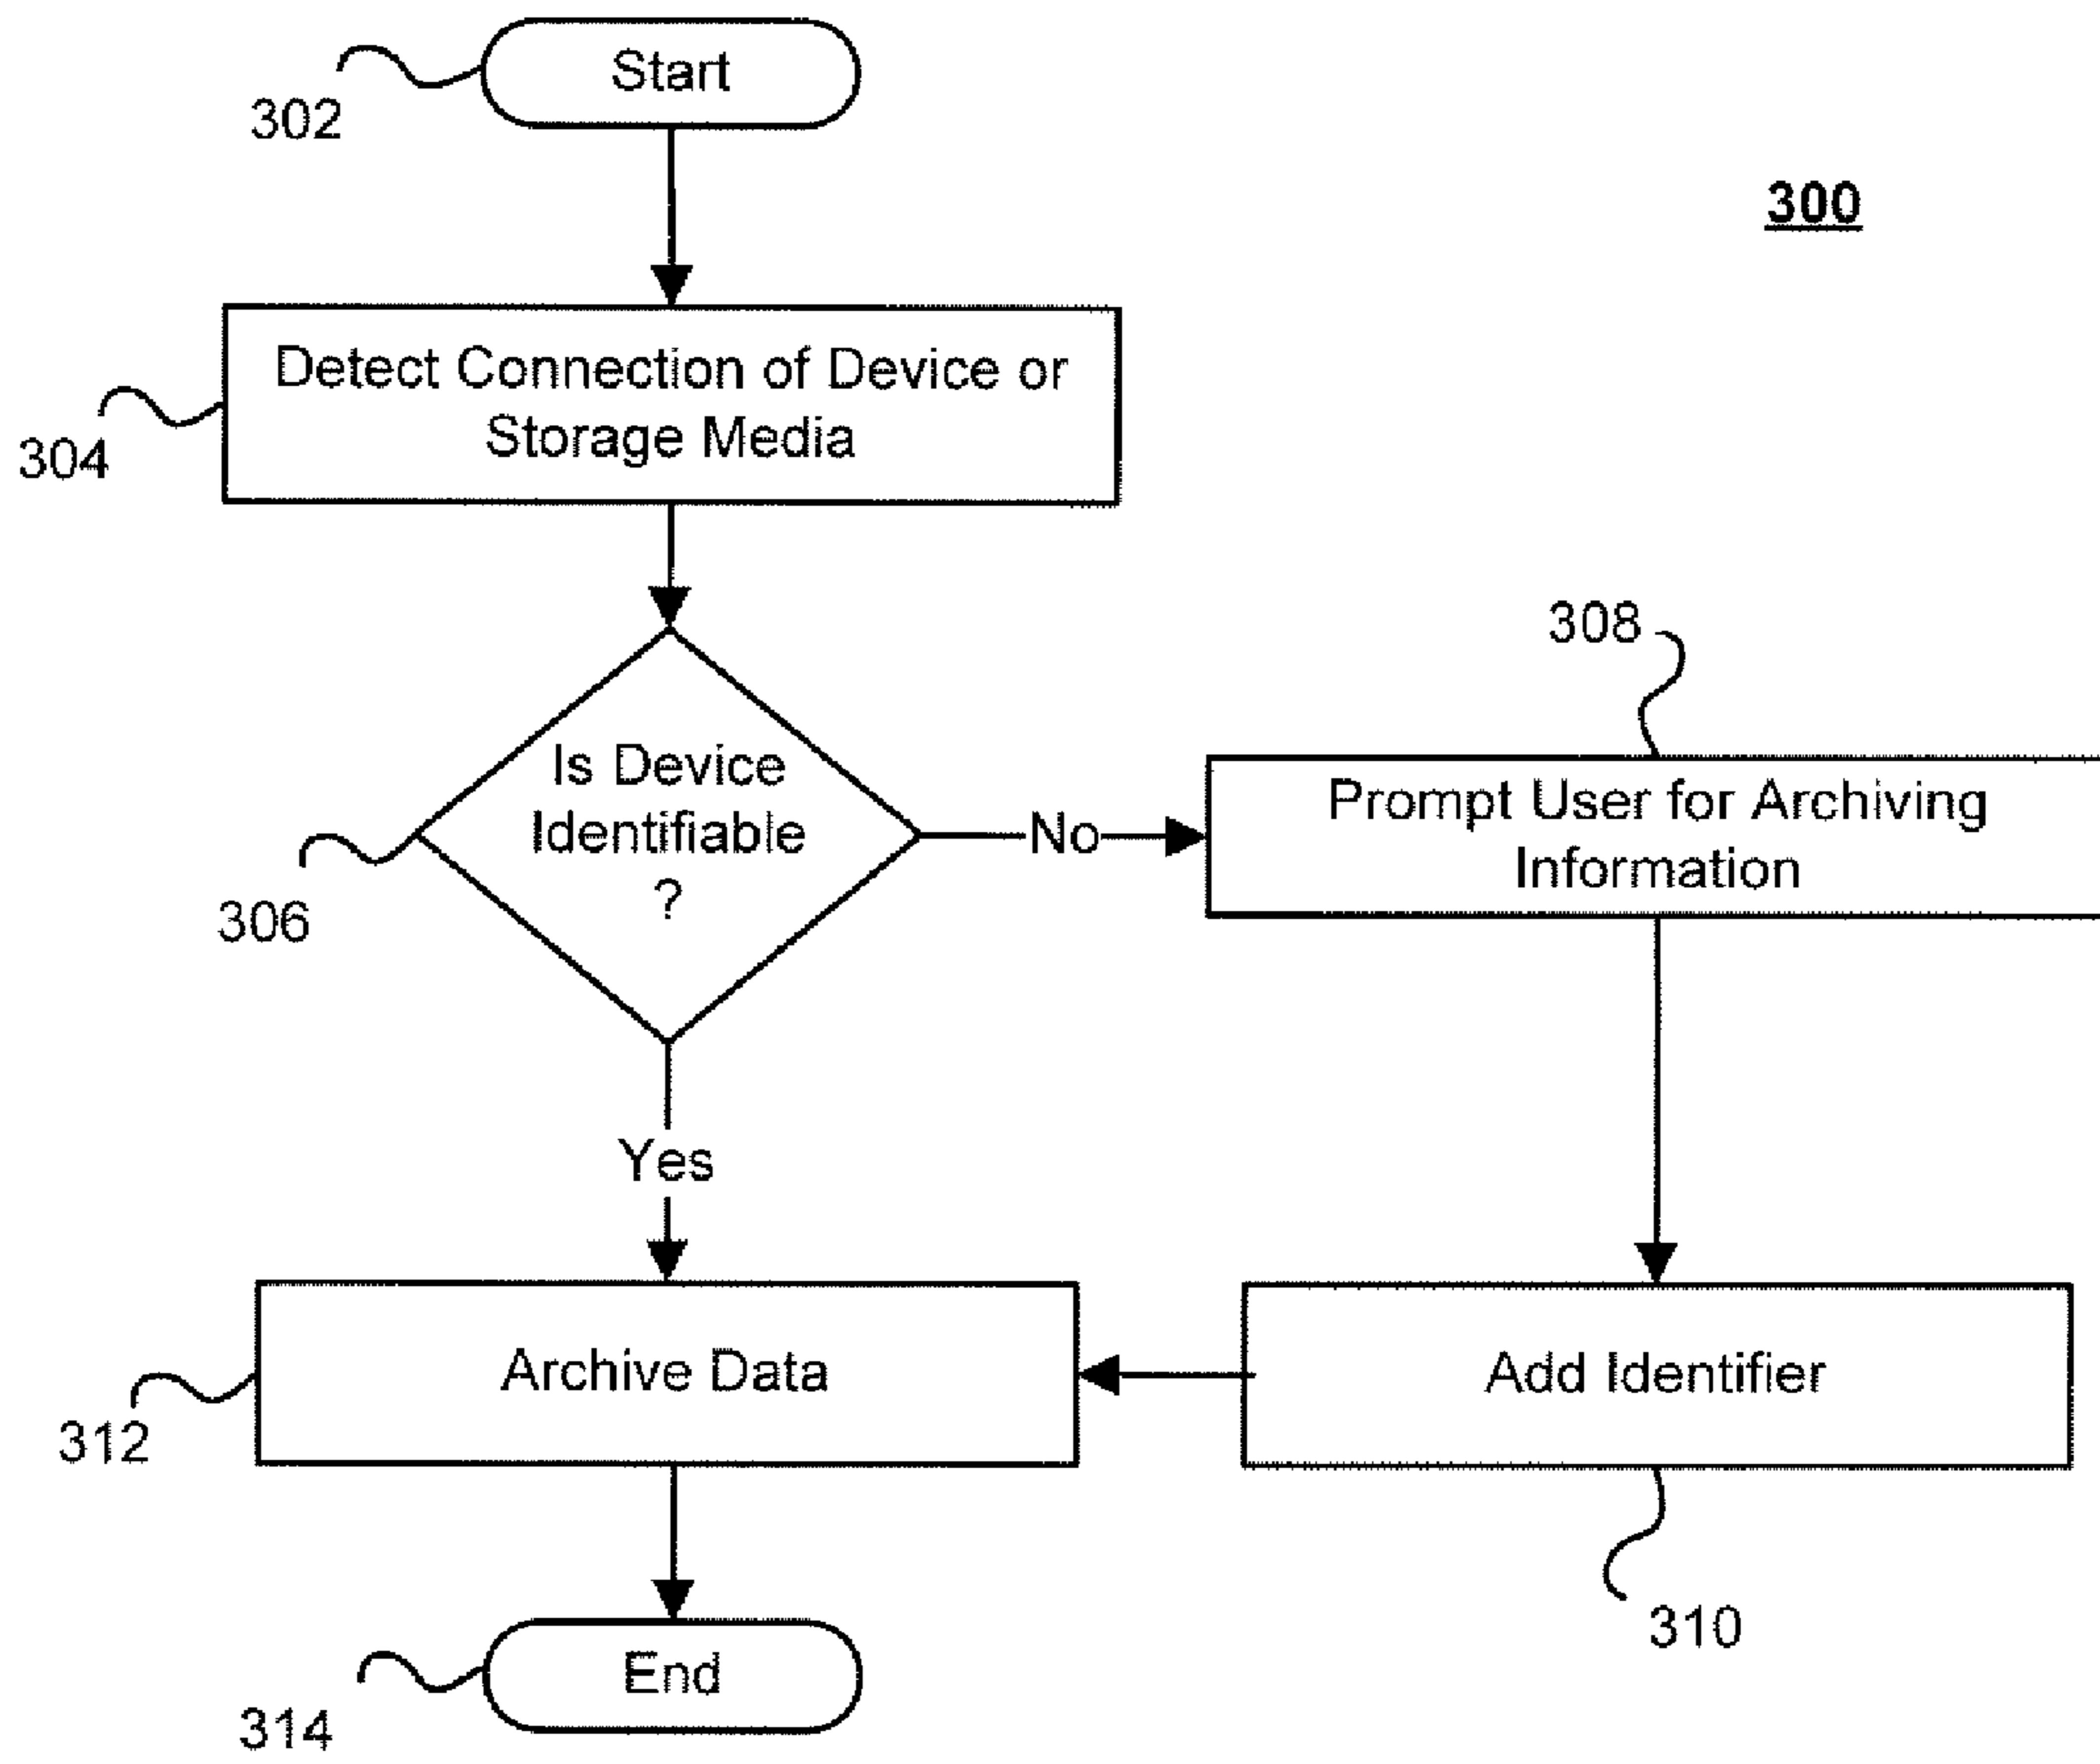 Start
302
300
Detect Connection of Device or
Storage Media
304
308
Is Device
Identifiable
?
306
No
Prompt User for Archiving
Information
Yes
Archive Data
312
Add Identifier
310
End
314